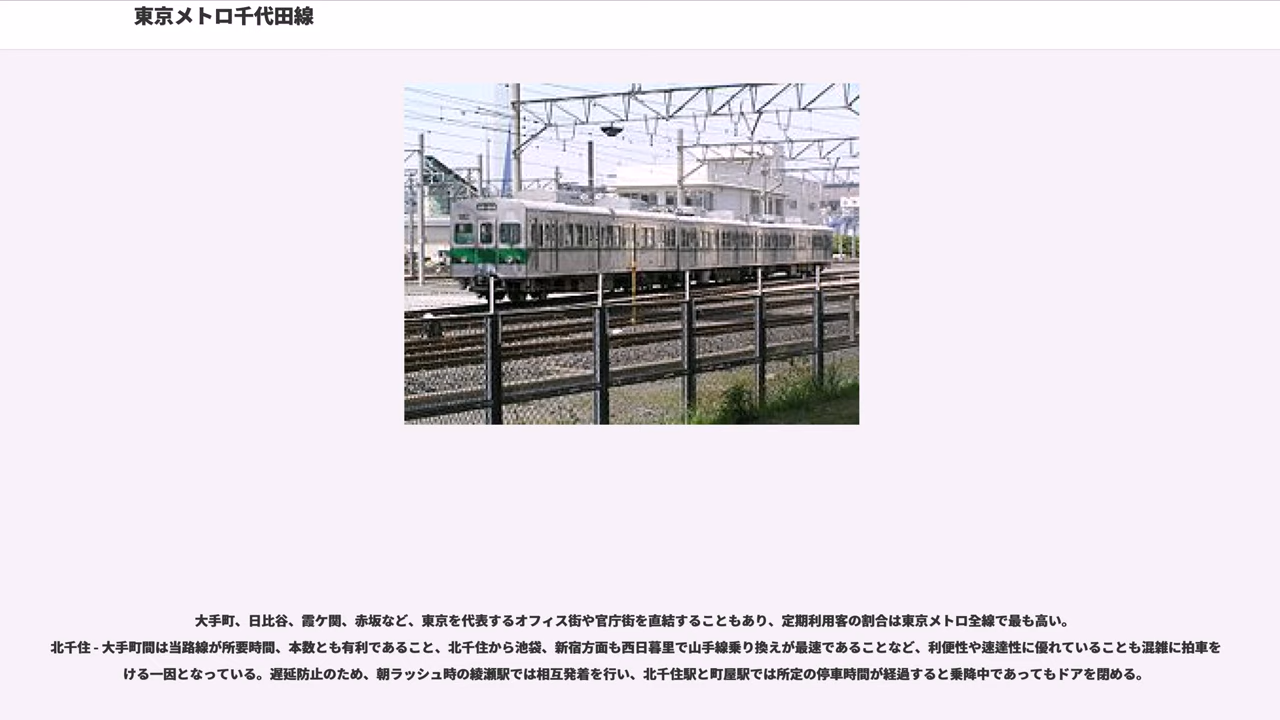 東京メトロ千代田線
大手町、日比谷、霞ケ関、赤坂など、東京を代表するオフィス街や官庁街を直結することもあり、定期利用客の割合は東京メトロ全線で最も高い。
北千住 - 大手町間は当路線が所要時間、本数とも有利であること、北千住から池袋、新宿方面も西日暮里で山手線乗り換えが最速であることなど、利便性や速達性に優れていることも混雑に拍車を
ける一因となっている。遅延防止のため、朝ラッシュ時の綾瀬駅では相互発着を行い、北千住駅と町屋駅では所定の停車時間が経過すると乗降中であってもドアを閉める。